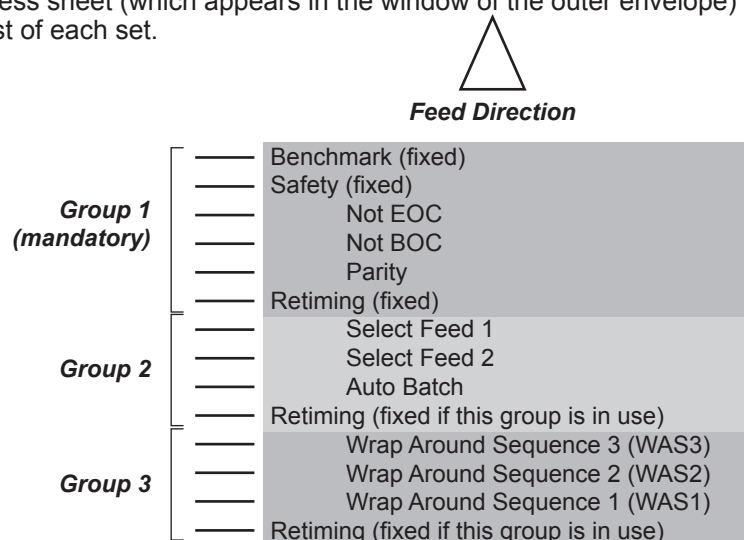 ess sheet (which appears in the window of the outer envelope)
st of each set.
Feed Direction
Group 1
(mandatory)
Benchmark (fixed)
Safety (fixed)
Not EOC
Not BOC
Parity
Retiming (fixed)
Group 2
Select Feed 1
Select Feed 2
Auto Batch
Retiming (fixed if this group is in use)
Group 3
Wrap Around Sequence 3 (WAS3)
Wrap Around Sequence 2 (WAS2)
Wrap Around Sequence 1 (WAS1)
Retiming (fixed if this group is in use)